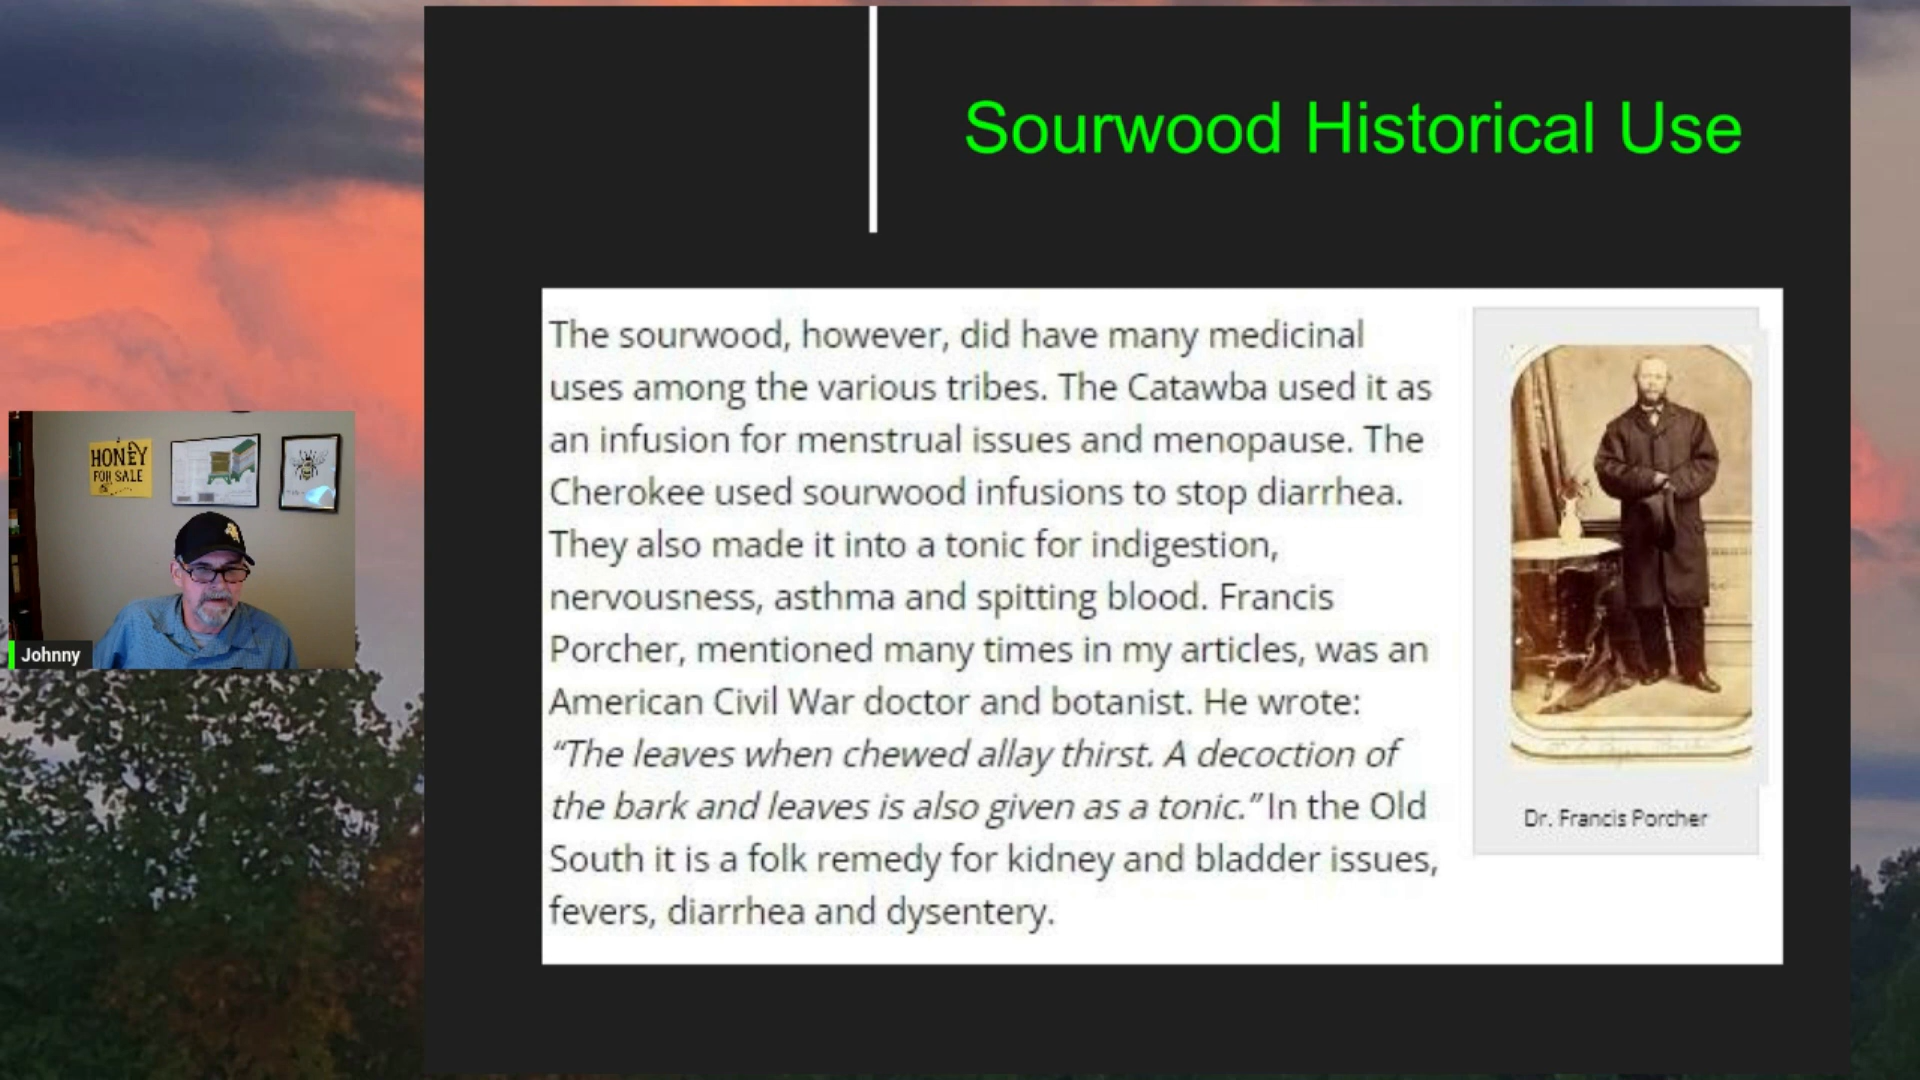 Sourwood Historical Use
The sourwood, however, did have many medicinal
uses among the various tribes. The Catawba used it as
an infusion for menstrual issues and menopause. The
Cherokee used sourwood infusions to stop diarrhea.
They also made it into a tonic for indigestion,
nervousness, asthma and spitting blood. Francis
Porcher, mentioned many times in my articles, was an
American Civil War doctor and botanist. He wrote:
“The leaves when chewed allay thirst. A decoction of
the bark and leaves is also given as a tonic.” In the Old
South it is a folk remedy for kidney and bladder issues,
fevers, diarrhea and dysentery.
Dr. Francis Porcher
HONEY
FOR SALE
Johnny